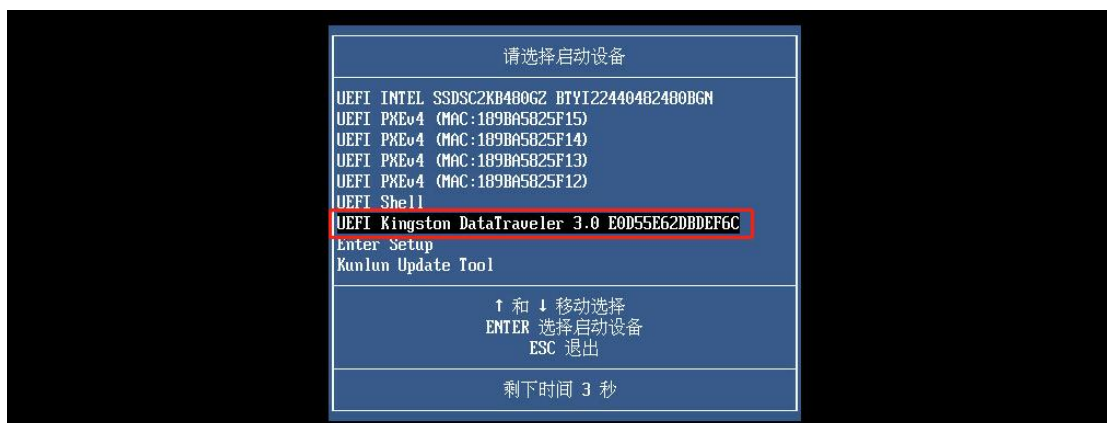 请选择启动设备
UEFI INTEL SSDSC2KB480GZ BTYI22440482480BGN
UEFI PXEv4 (MAC:189BA5825F15)
UEFI PXEv4 (MAC:189BA5825F14)
UEFI PXEv4 (MAC:189BA5825F13)
UEFI PXEv4 (MAC:189BA5825F12)
UEFI Shell
UEFI Kingston DataTraveler 3.0 E0D55E62DBDEF6C
Enter Setup
Kunlun Update Tool
↑ 和 ↓ 移动选择
ENTER 选择启动设备
ESC 退出
剩下时间 3 秒